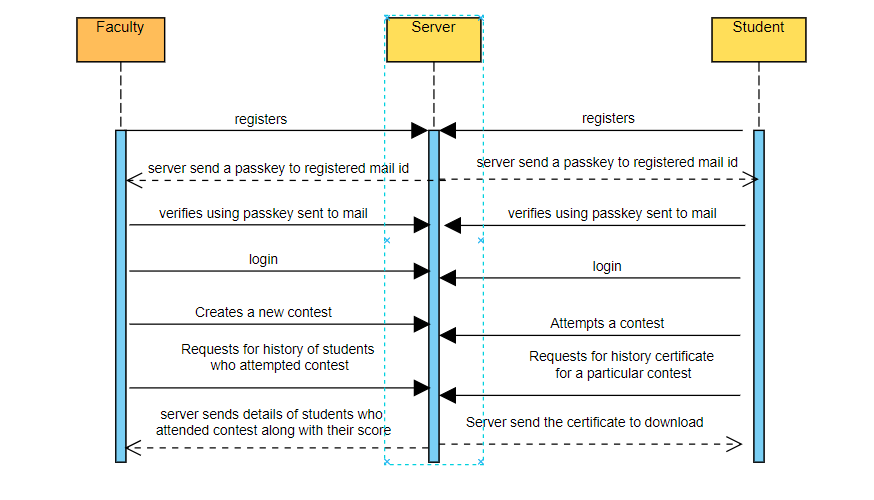 Faculty
Server
Student
registers
registers
server send a passkey to registered mail id
server send a passkey to registered mail id
verifies using passkey sent to mail
verifies using passkey sent to mail
login
login
Creates a new contest
Attempts a contest
Requests for history of students
who attempted contest
Requests for history certificate
for a particular contest
server sends details of students who
attended contest along with their score
Server send the certificate to download